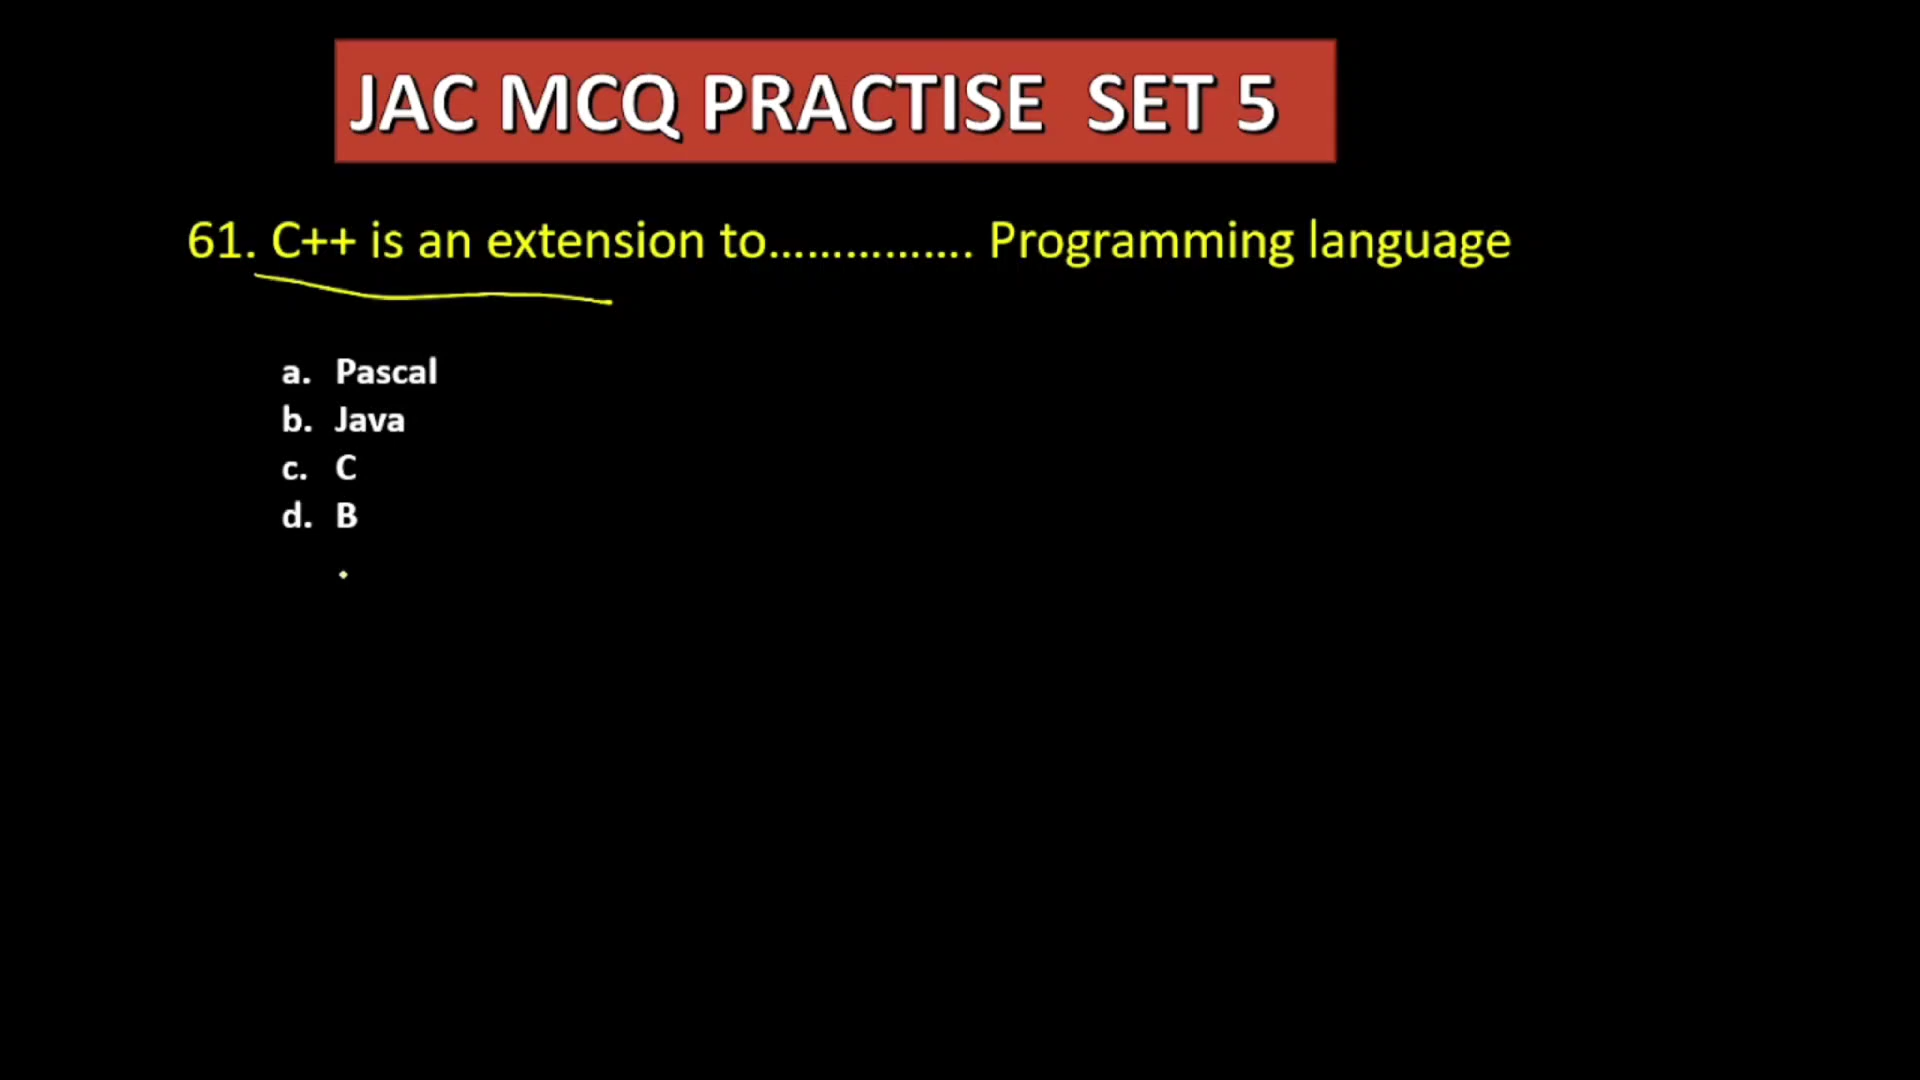 JAC MCQ PRACTISE  SET 5
61. C++ is an extension to................ Programming language
a. Pascal
b. Java
c. C
d. B